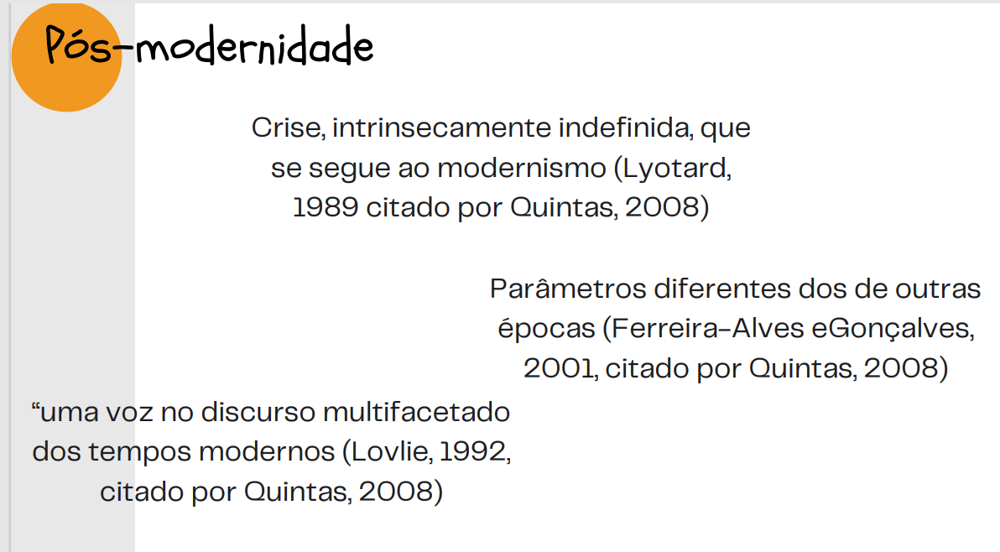 Pós-modernidade
Crise, intrinsecamente indefinida, que
se segue ao modernismo (Lyotard,
1989 citado por Quintas, 2008)
Parâmetros diferentes dos de outras
épocas (Ferreira-Alves eGonçalves,
2001, citado por Quintas, 2008)
“uma voz no discurso multifacetado
dos tempos modernos (Lovlie, 1992,
citado por Quintas, 2008)